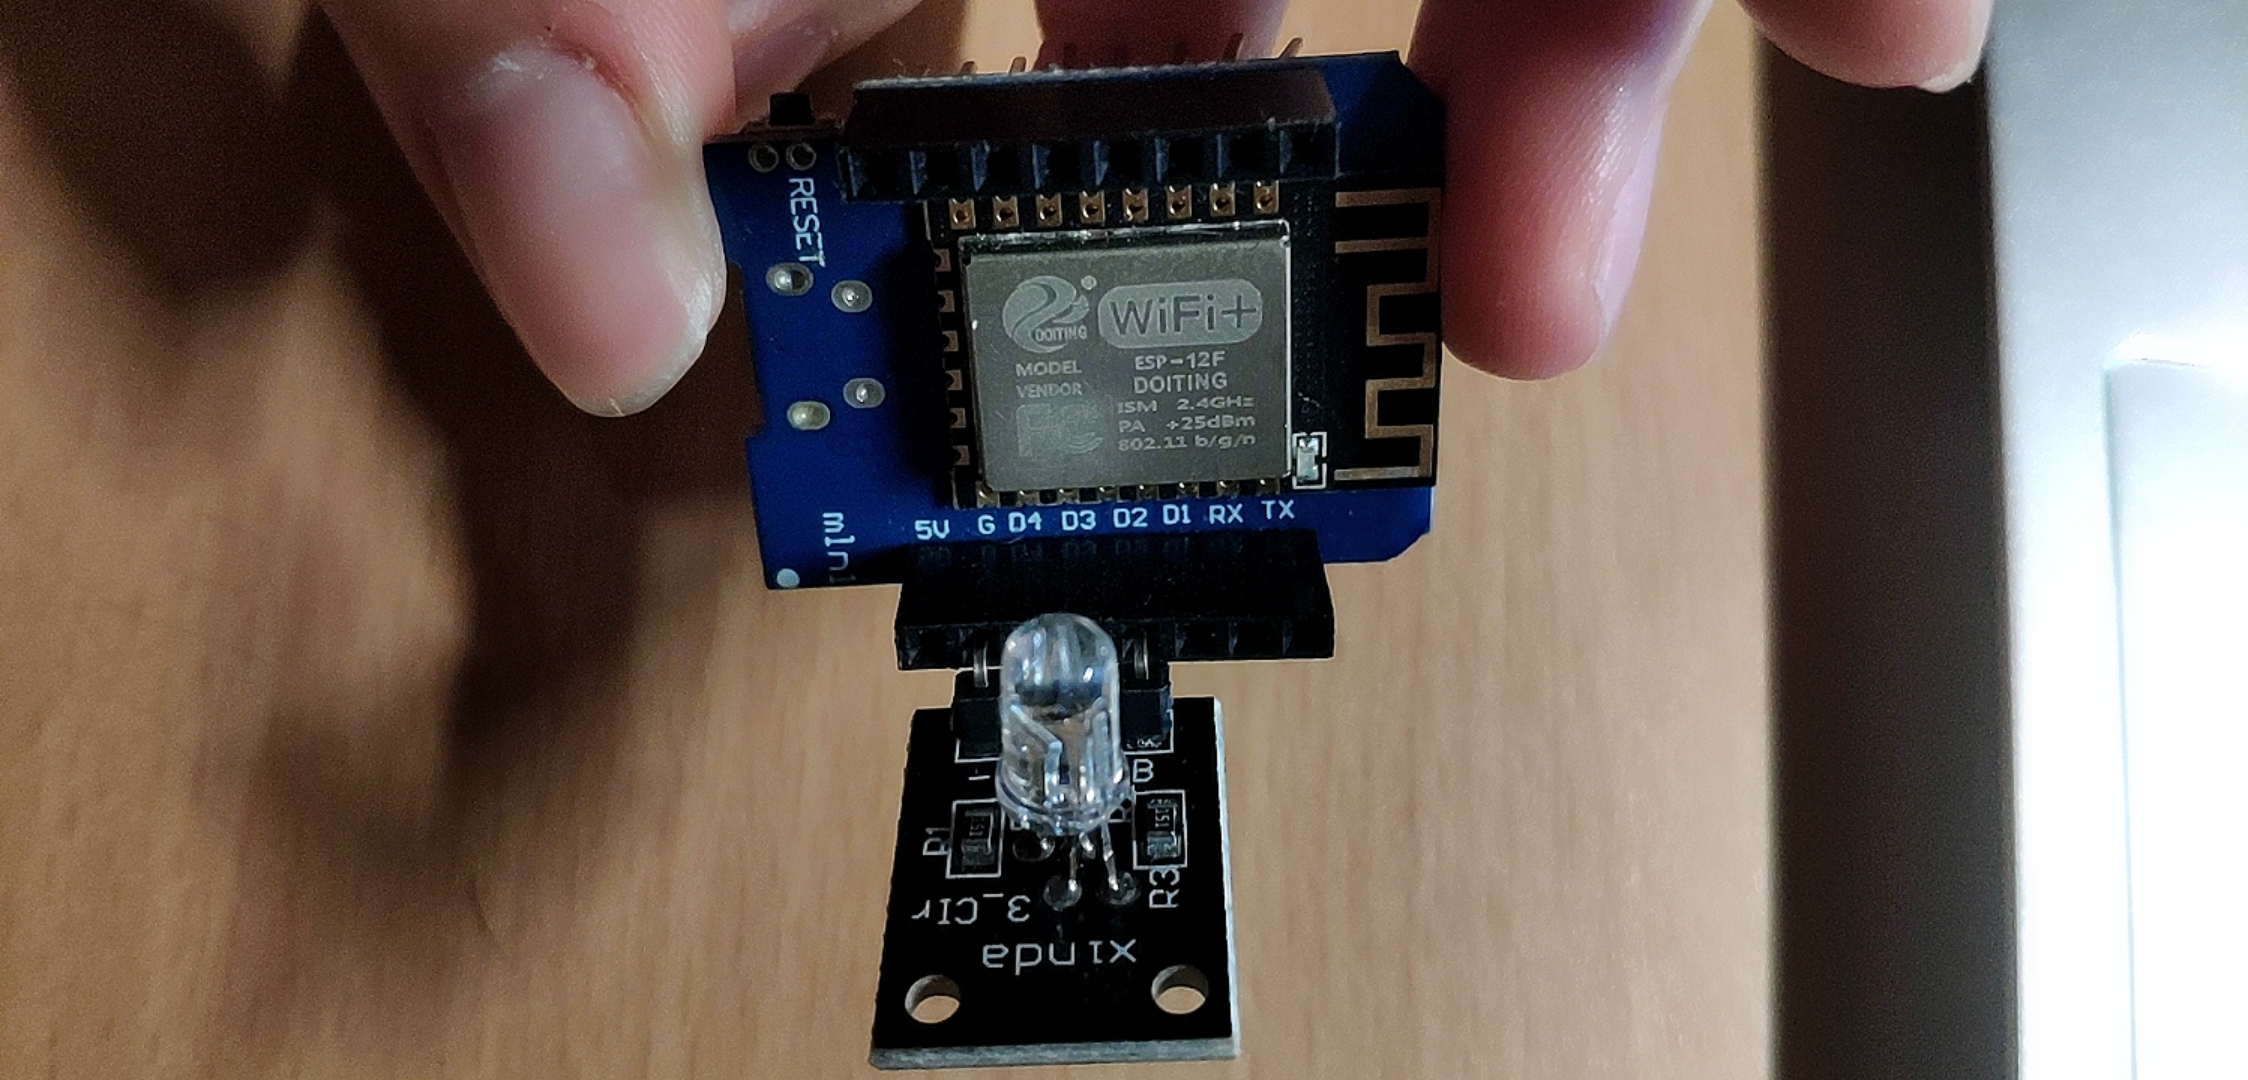 RESET
DOITING
WiFi+
MODEL ESP-12F
VENDOR DOITING
ISM 2.4GHz
PA +25dBm
802.11 b/g/n
FC
5V G D4 D3 D2 D1 RX TX
mini
- B
R1
R3
3_Clr
xinda